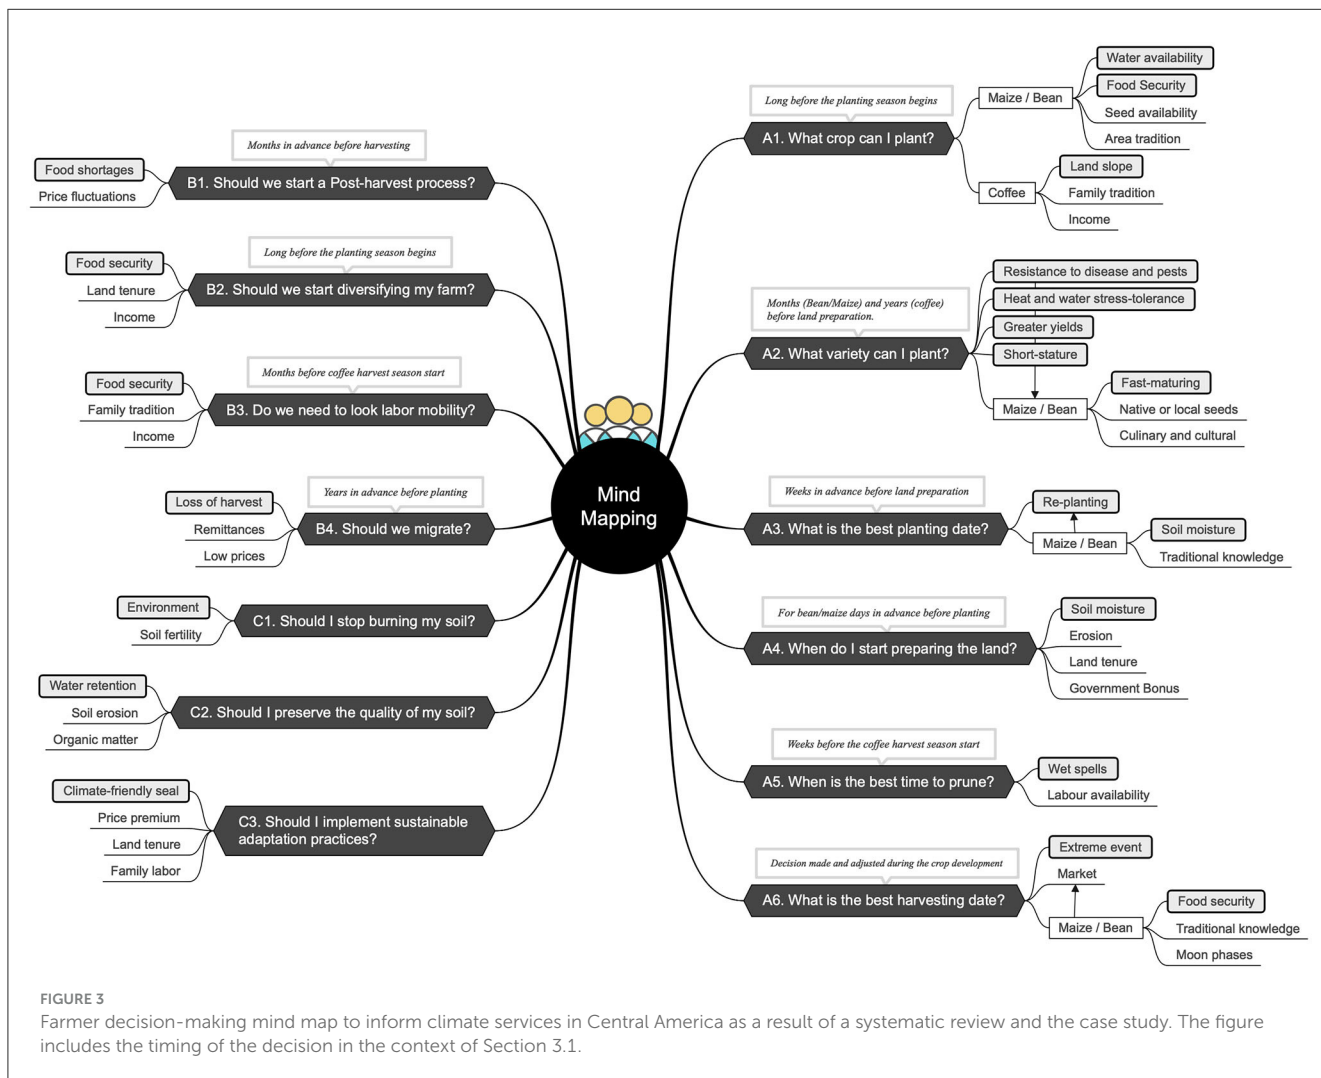 Months in advance before harvesting
B1. Should we start a Post-harvest process?
Food shortages
Price fluctuations
Long before the planting season begins
B2. Should we start diversifying my farm?
Food security
Land tenure
Income
Months before coffee harvest season start
B3. Do we need to look labor mobility?
Food security
Family tradition
Income
Years in advance before planting
B4. Should we migrate?
Loss of harvest
Remittances
Low prices
C1. Should I stop burning my soil?
Environment
Soil fertility
C2. Should I preserve the quality of my soil?
Water retention
Soil erosion
Organic matter
C3. Should I implement sustainable
adaptation practices?
Climate-friendly seal
Price premium
Land tenure
Family labor
Mind
Mapping
Long before the planting season begins
A1. What crop can I plant?
Maize / Bean
Water availability
Food Security
Seed availability
Area tradition
Coffee
Land slope
Family tradition
Income
Months (Bean/Maize) and years (coffee)
before land preparation.
A2. What variety can I plant?
Resistance to disease and pests
Heat and water stress-tolerance
Greater yields
Short-stature
Maize / Bean
Fast-maturing
Native or local seeds
Culinary and cultural
Weeks in advance before land preparation
A3. What is the best planting date?
Re-planting
Maize / Bean
Soil moisture
Traditional knowledge
For bean/maize days in advance before planting
A4. When do I start preparing the land?
Soil moisture
Erosion
Land tenure
Government Bonus
Weeks before the coffee harvest season start
A5. When is the best time to prune?
Wet spells
Labour availability
Decision made and adjusted during the crop development
A6. What is the best harvesting date?
Extreme event
Market
Maize / Bean
Food security
Traditional knowledge
Moon phases
FIGURE 3
Farmer decision-making mind map to inform climate services in Central America as a result of a systematic review and the case study. The figure
includes the timing of the decision in the context of Section 3.1.